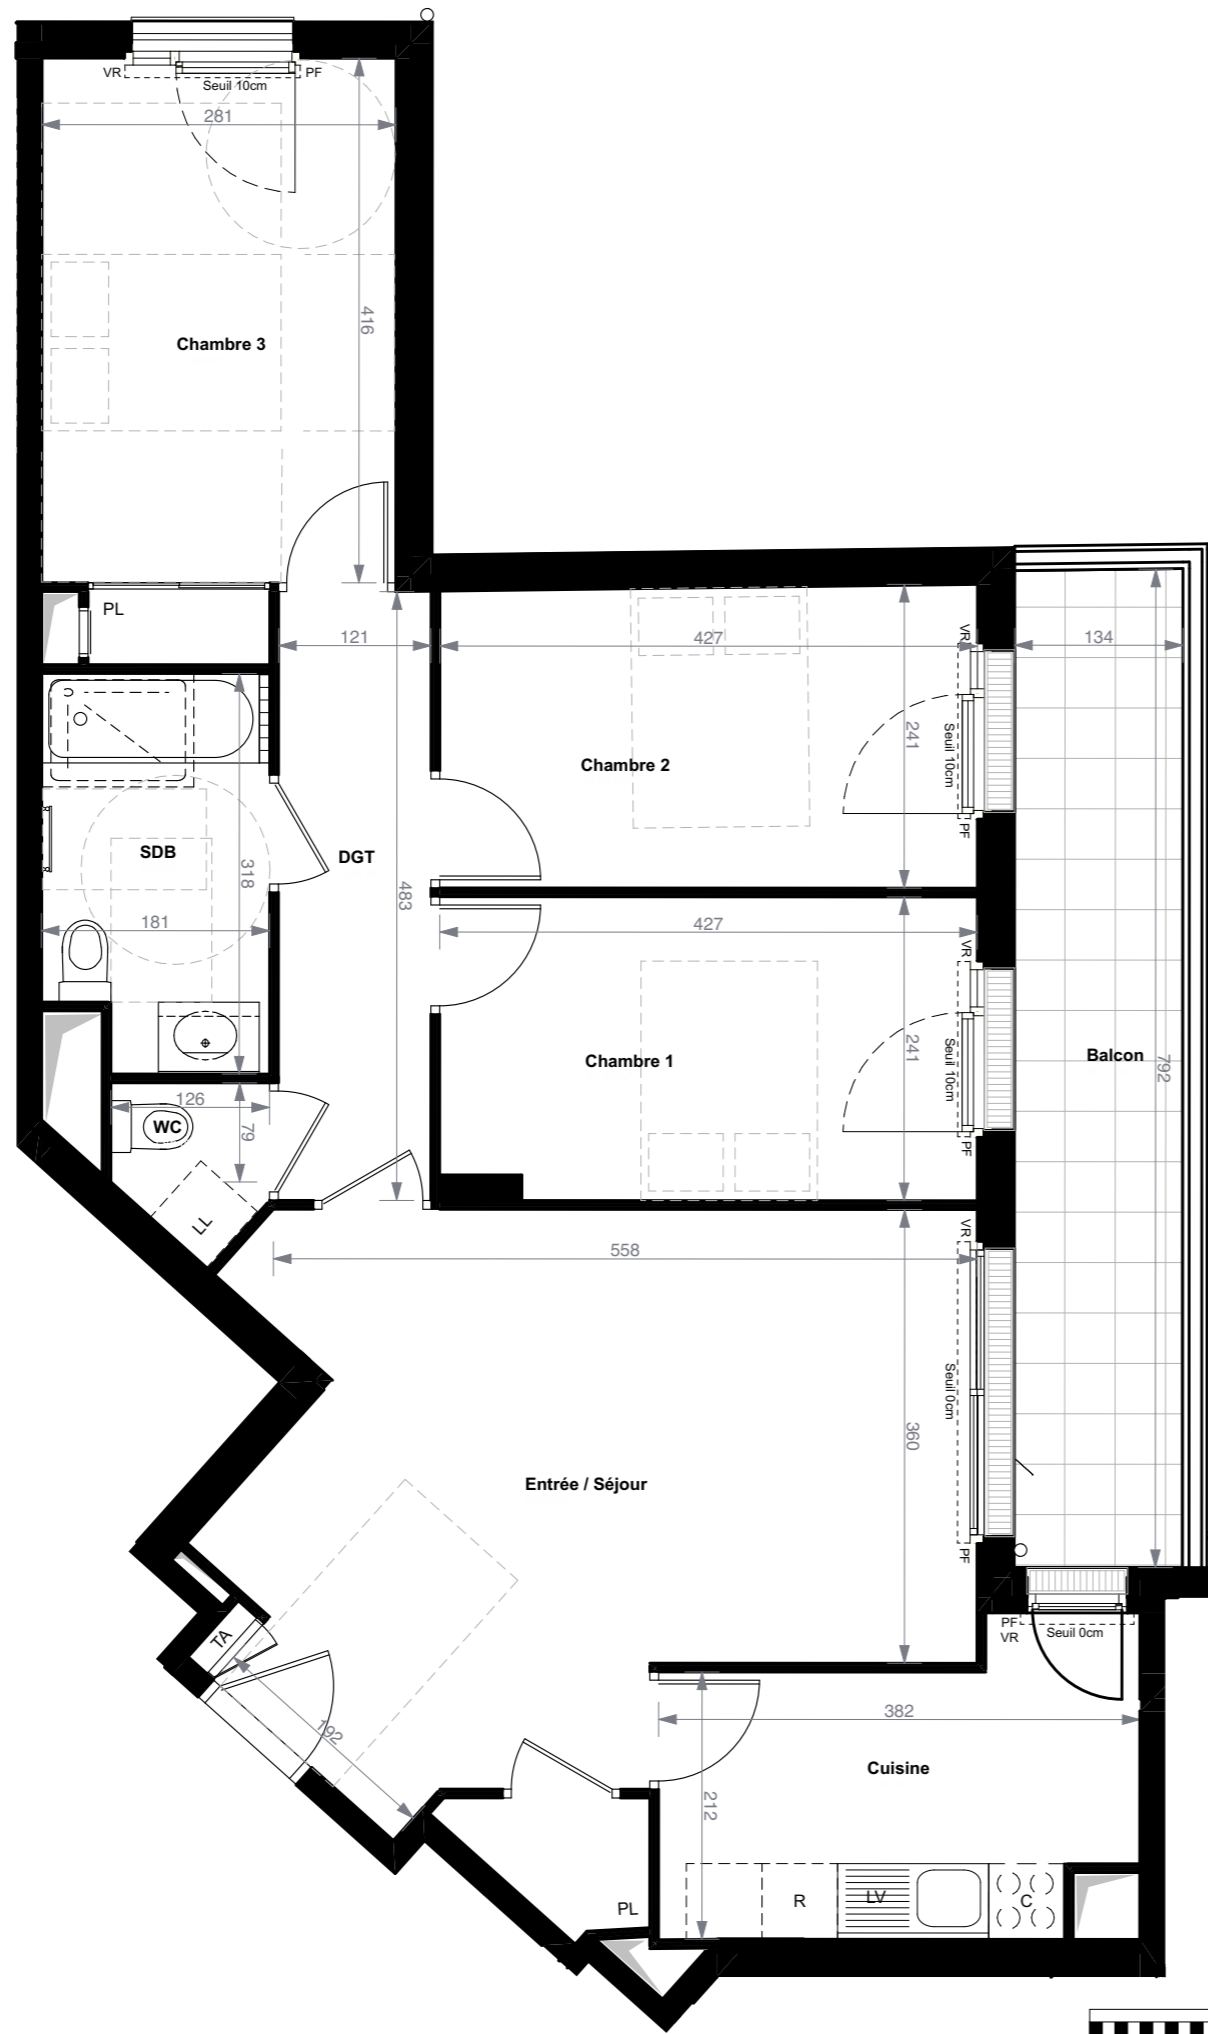 VR
PF
Seuil 10cm
281
416
Chambre 3
PL
121
427
VR
134
241
Seuil 10cm
Chambre 2
PF
SDB
318
DGT
483
181
427
VR
241
Seuil 10cm
Chambre 1
Balcon
792
126
WC
79
PF
LL
558
VR
Seuil 0cm
360
Entrée / Séjour
PF
TA
PF
VR
Seuil 0cm
192
382
Cuisine
212
PL
R
LV
C